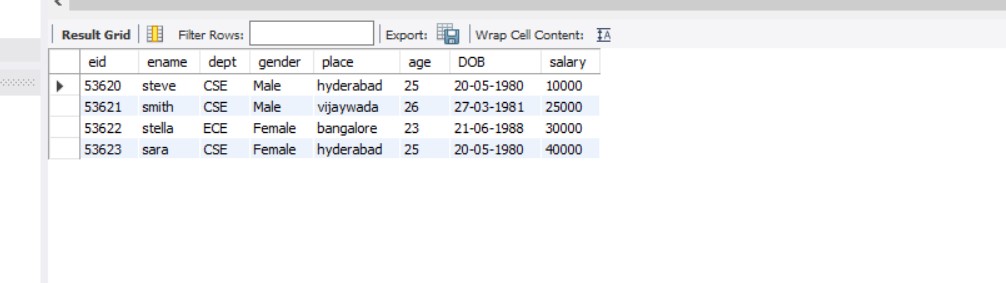 Result Grid Filter Rows: Export: Wrap Cell Content: IA
eid ename dept gender place age DOB salary
53620 steve CSE Male hyderabad 25 20-05-1980 10000
53621 smith CSE Male vijaywada 26 27-03-1981 25000
53622 stella ECE Female bangalore 23 21-06-1988 30000
53623 sara CSE Female hyderabad 25 20-05-1980 40000